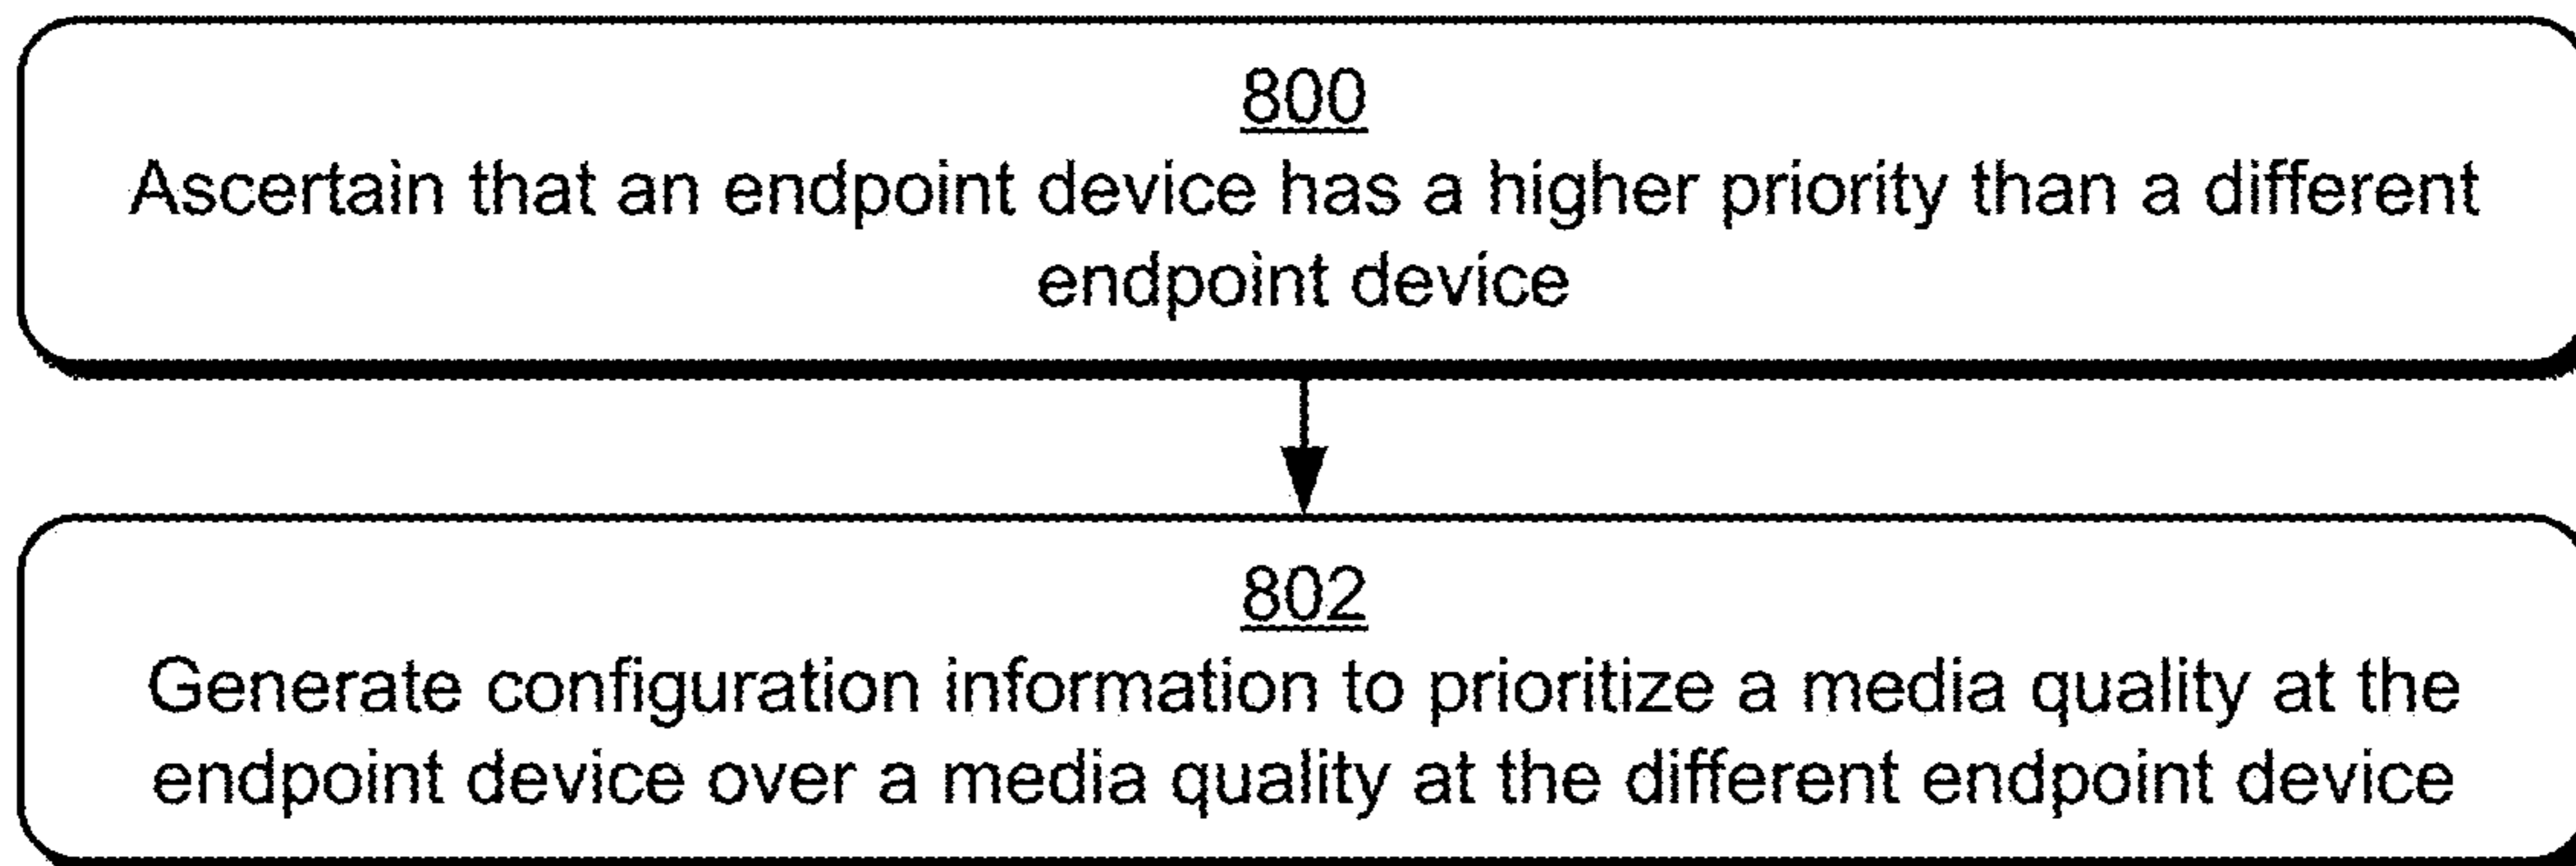 800
Ascertain that an endpoint device has a higher priority than a different
endpoint device
802
Generate configuration information to prioritize a media quality at the
endpoint device over a media quality at the different endpoint device